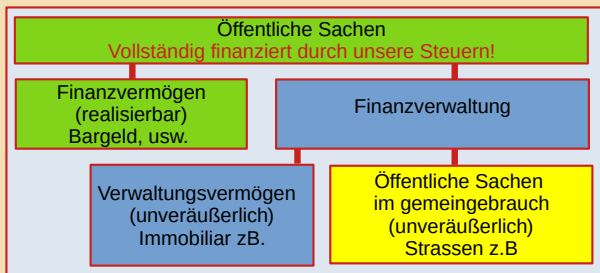 Öffentliche Sachen
Vollständig finanziert durch unsere Steuern!
Finanzvermögen
(realisierbar)
Bargeld, usw.
Finanzverwaltung
Verwaltungsvermögen
(unveräußerlich)
Immobiliar zB.
Öffentliche Sachen
im gemeingebrauch
(unveräußerlich)
Strassen z.B